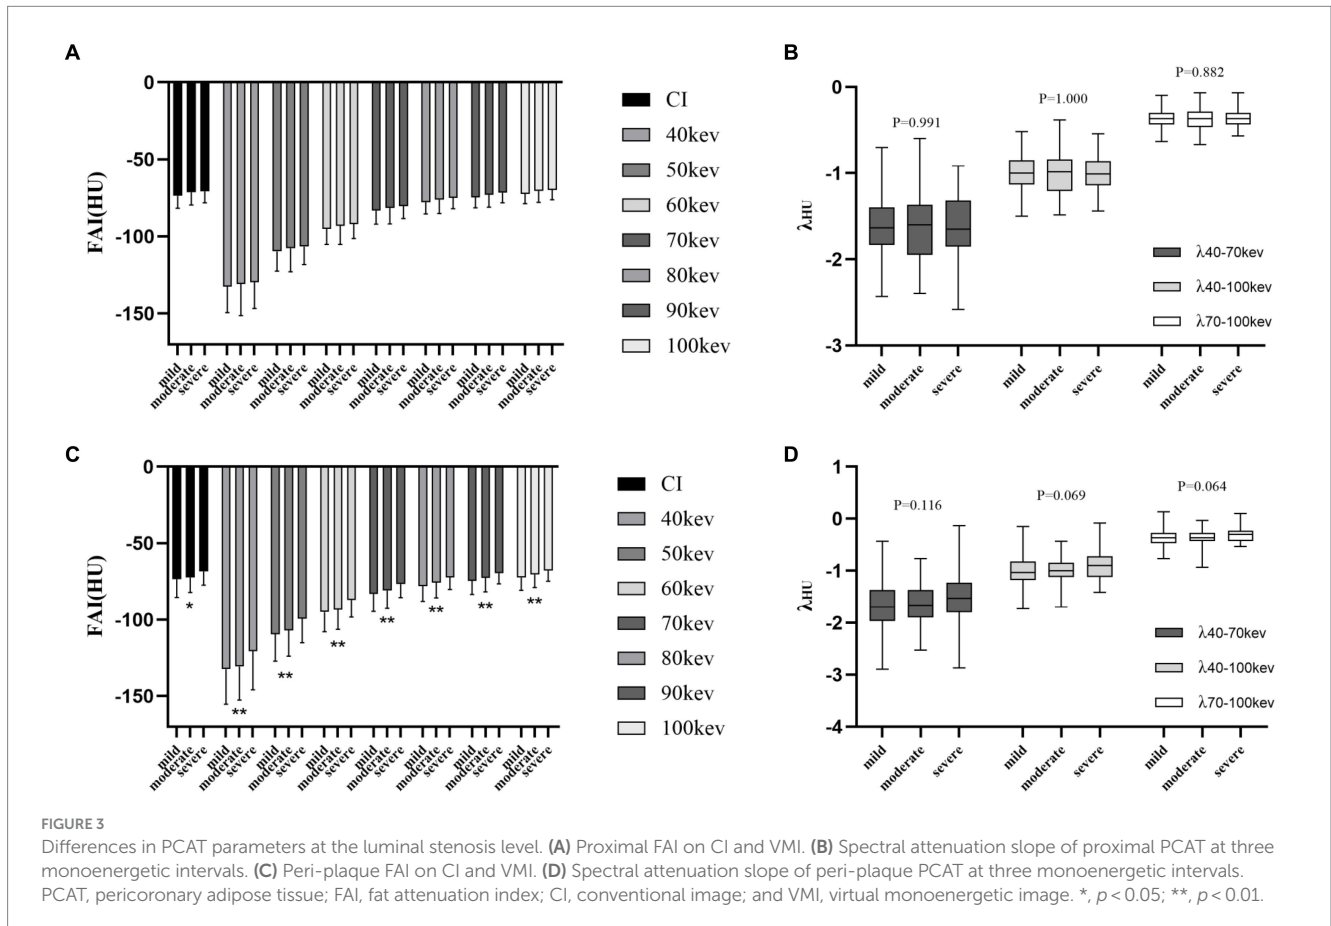 A
0
-50
-100
-150
FAI(HU)
mild
moderate
severe
mild
moderate
severe
mild
moderate
severe
mild
moderate
severe
mild
moderate
severe
mild
moderate
severe
mild
moderate
severe
mild
moderate
severe
CI
40kev
50kev
60kev
70kev
80kev
90kev
100kev
B
0
-1
-2
-3
λHU
P=0.991
P=1.000
P=0.882
λ40-70kev
λ40-100kev
λ70-100kev
mild
moderate
severe
mild
moderate
severe
mild
moderate
severe
C
0
-50
-100
-150
FAI(HU)
*
**
**
**
**
**
**
**
mild
moderate
severe
mild
moderate
severe
mild
moderate
severe
mild
moderate
severe
mild
moderate
severe
mild
moderate
severe
mild
moderate
severe
mild
moderate
severe
CI
40kev
50kev
60kev
70kev
80kev
90kev
100kev
D
1
0
-1
-2
-3
-4
λHU
P=0.116
P=0.069
P=0.064
λ40-70kev
λ40-100kev
λ70-100kev
mild
moderate
severe
mild
moderate
severe
mild
moderate
severe
FIGURE 3
Differences in PCAT parameters at the luminal stenosis level. (A) Proximal FAI on CI and VMI. (B) Spectral attenuation slope of proximal PCAT at three
monoenergetic intervals. (C) Peri-plaque FAI on CI and VMI. (D) Spectral attenuation slope of peri-plaque PCAT at three monoenergetic intervals.
PCAT, pericoronary adipose tissue; FAI, fat attenuation index; CI, conventional image; and VMI, virtual monoenergetic image. *, p < 0.05; **, p < 0.01.